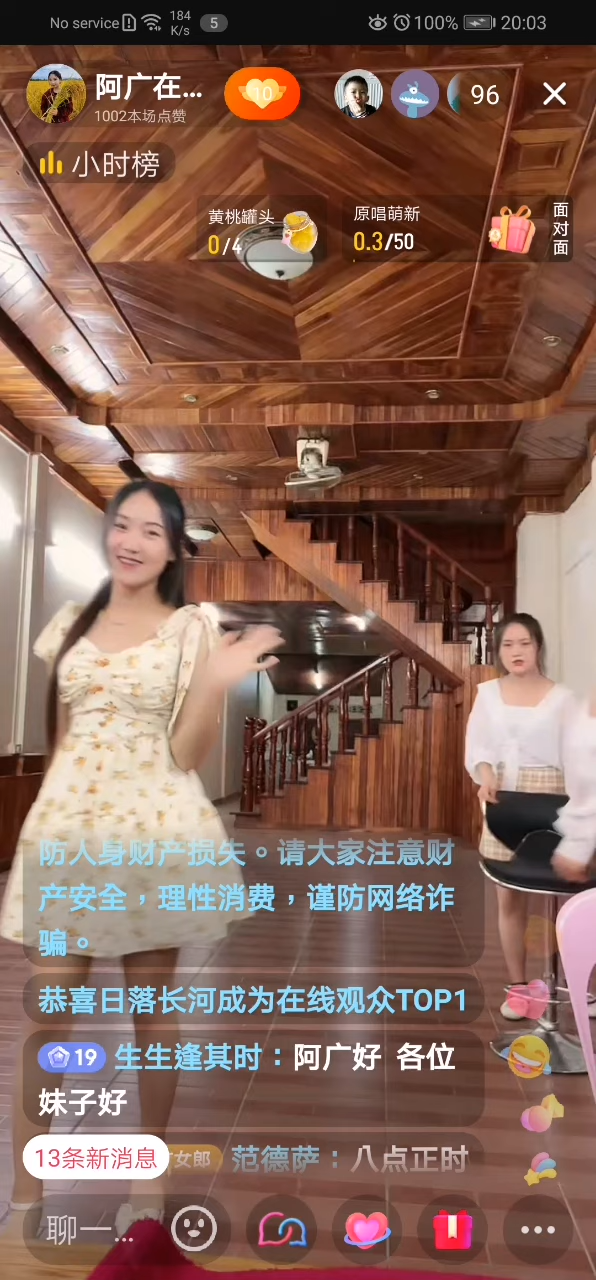 No service
184
K/s
5
100%
20:03
阿广在...
1002本场点赞
10
96
小时榜
黄桃罐头
0/4
原唱萌新
0.3/50
面对面
防人身财产损失。请大家注意财
产安全，理性消费，谨防网络诈
骗。
恭喜日落长河成为在线观众TOP1
19 生生逢其时：阿广好 各位
妹子好
13条新消息
女郎 范德萨：八点正时
聊一...